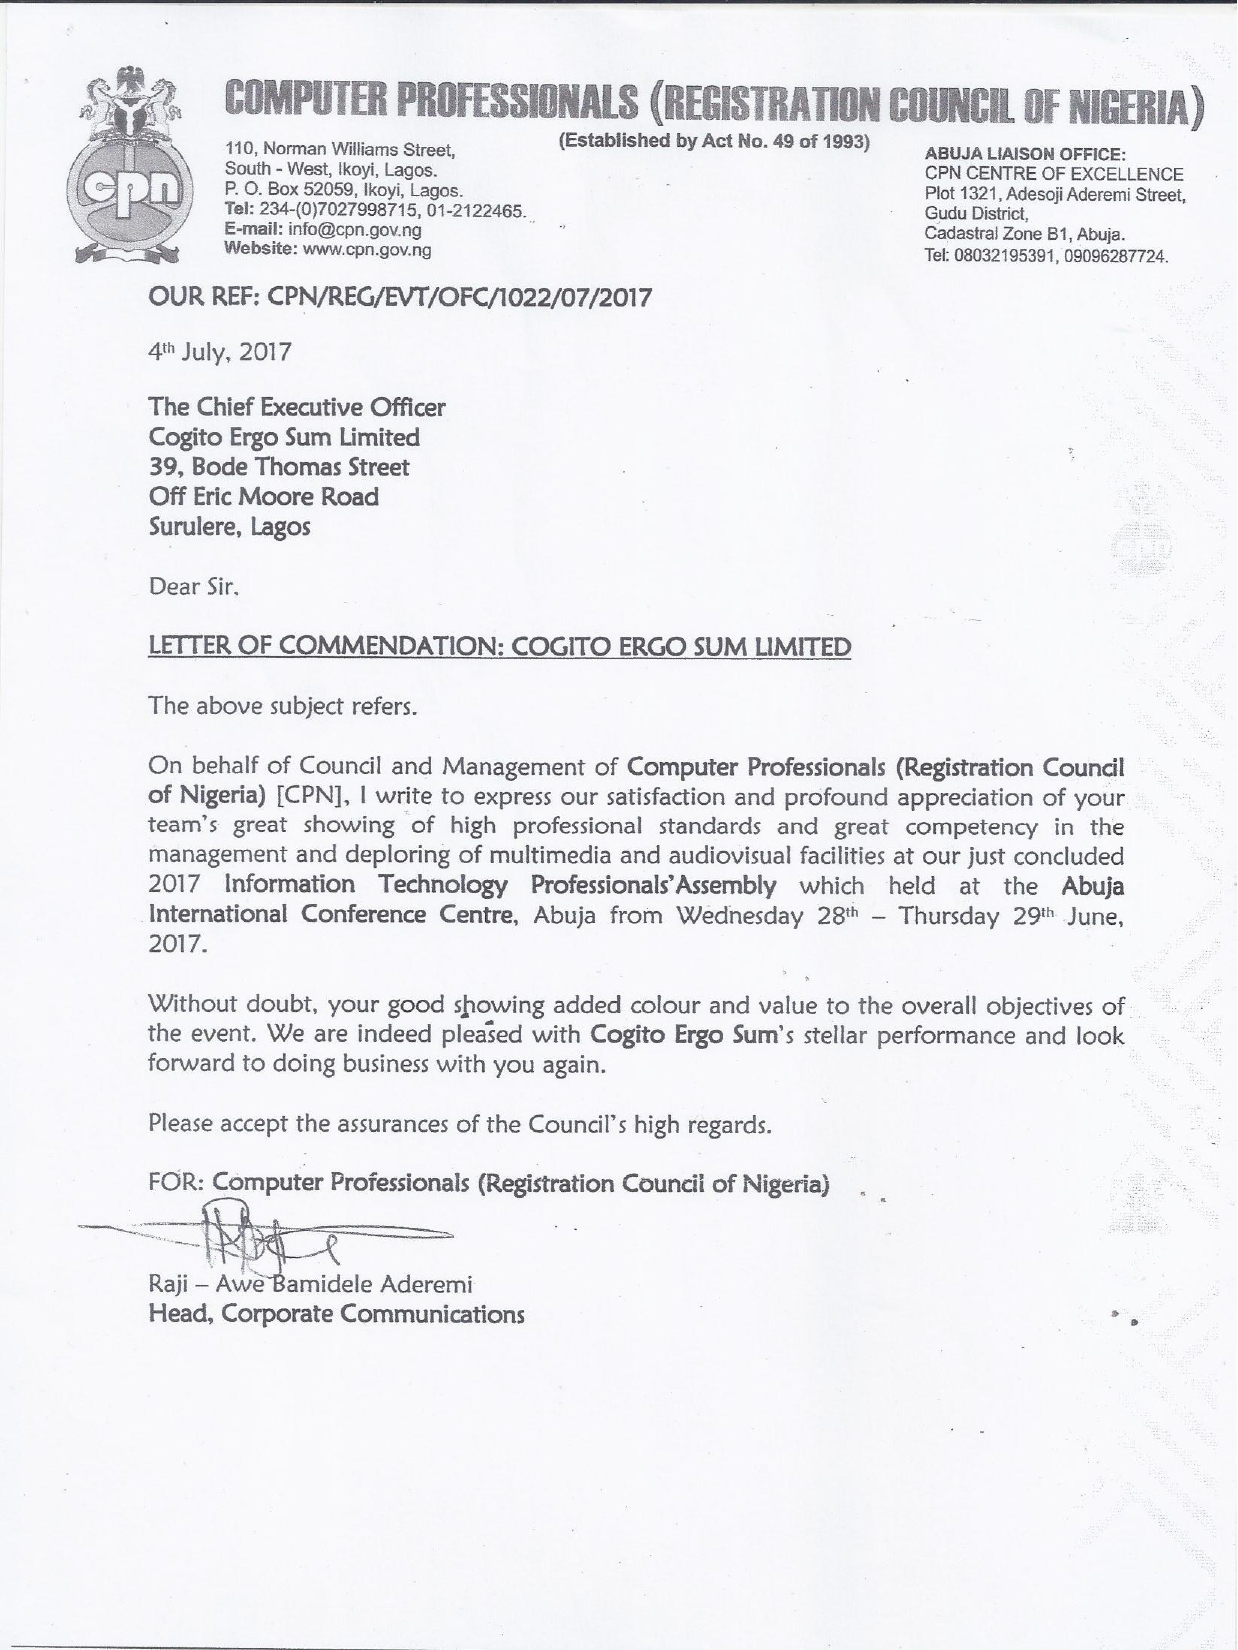 COMPUTER PROFESSIONALS (REGISTRATION COUNCIL OF NIGERIA)
(Established by Act No. 49 of 1993)
cpn
110, Norman Williams Street,
South - West, Ikoyi, Lagos.
P. O. Box 52059, Ikoyi, Lagos.
Tel: 234-(0)7027998715, 01-2122465.
E-mail: info@cpn.gov.ng
Website: www.cpn.gov.ng
ABUJA LIAISON OFFICE:
CPN CENTRE OF EXCELLENCE
Plot 1321, Adesoji Aderemi Street,
Gudu District,
Cadastral Zone B1, Abuja.
Tel: 08032195391, 09096287724.
OUR REF: CPN/REG/EVT/OFC/1022/07/2017
4th July, 2017
The Chief Executive Officer
Cogito Ergo Sum Limited
39, Bode Thomas Street
Off Eric Moore Road
Surulere, Lagos
Dear Sir,
LETTER OF COMMENDATION: COGITO ERGO SUM LIMITED
The above subject refers.
On behalf of Council and Management of Computer Professionals (Registration Council
of Nigeria) [CPN], I write to express our satisfaction and profound appreciation of your
team's great showing of high professional standards and great competency in the
management and deploring of multimedia and audiovisual facilities at our just concluded
2017 Information Technology Professionals'Assembly which held at the Abuja
International Conference Centre, Abuja from Wednesday 28th – Thursday 29th June,
2017.
Without doubt, your good showing added colour and value to the overall objectives of
the event. We are indeed pleased with Cogito Ergo Sum's stellar performance and look
forward to doing business with you again.
Please accept the assurances of the Council's high regards.
FOR: Computer Professionals (Registration Council of Nigeria)
Raji – Awe Bamidele Aderemi
Head, Corporate Communications